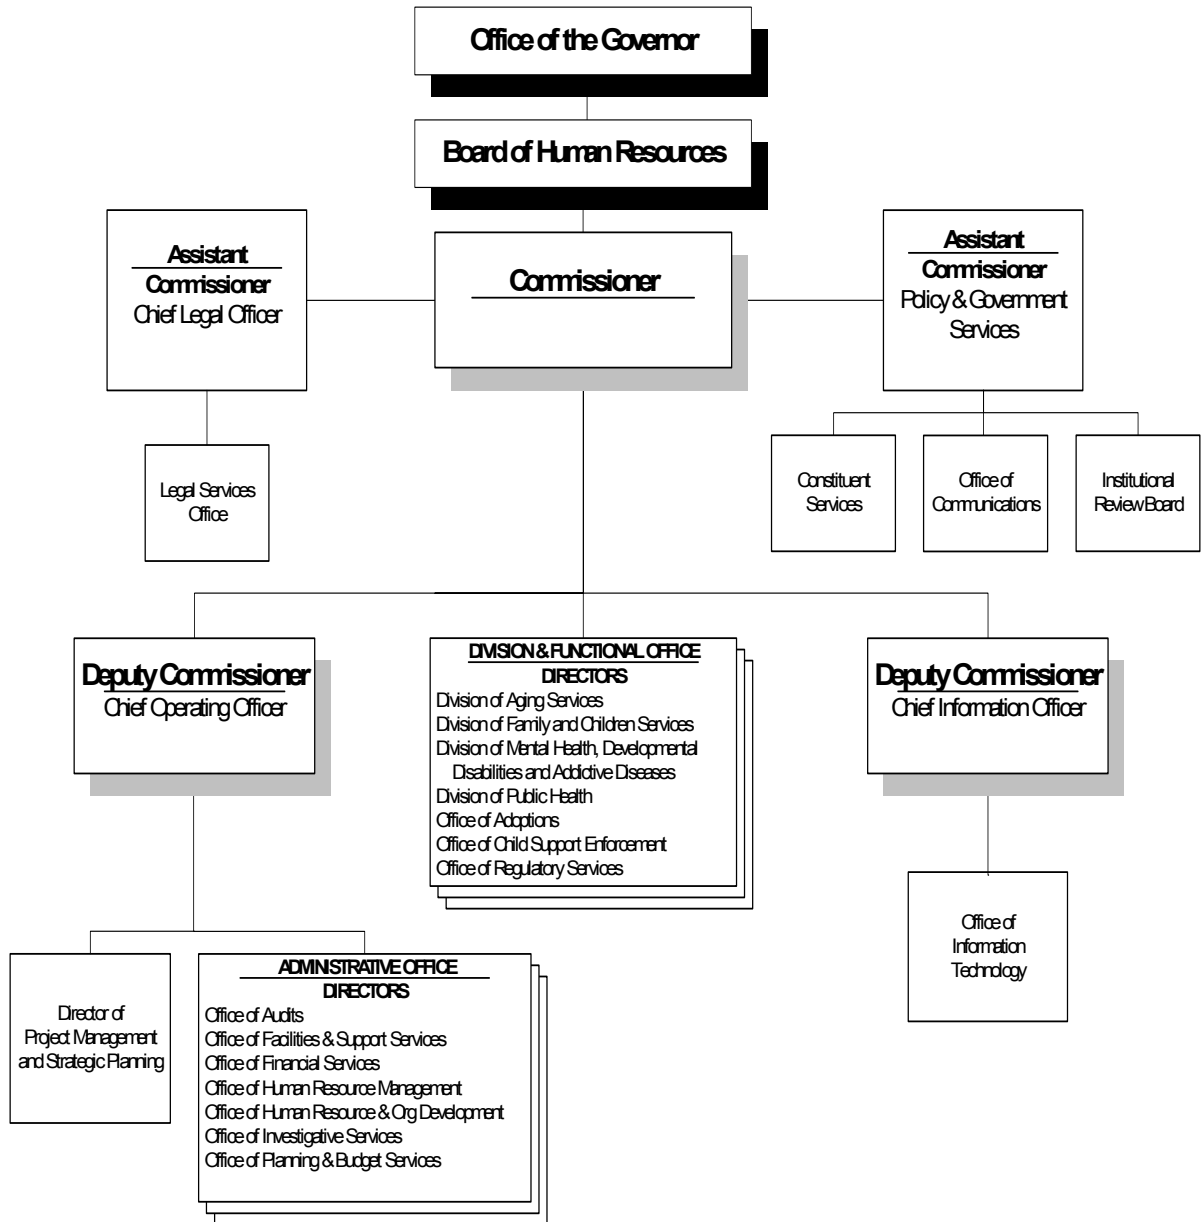 Office of the Governor
Board of Human Resources
Assistant
Commissioner
Chief Legal Officer
Commissioner
Assistant
Commissioner
Policy & Government
Services
Legal Services
Office
Constituent
Services
Office of
Communications
Institutional
Review Board
Deputy Commissioner
Chief Operating Officer
DIVISION & FUNCTIONAL OFFICE
DIRECTORS
Division of Aging Services
Division of Family and Children Services
Division of Mental Health, Developmental
Disabilities and Addictive Diseases
Division of Public Health
Office of Adoptions
Office of Child Support Enforcement
Office of Regulatory Services
Deputy Commissioner
Chief Information Officer
Office of
Information
Technology
Director of
Project Management
and Strategic Planning
ADMINISTRATIVE OFFICE
DIRECTORS
Office of Audits
Office of Facilities & Support Services
Office of Financial Services
Office of Human Resource Management
Office of Human Resource & Org Development
Office of Investigative Services
Office of Planning & Budget Services